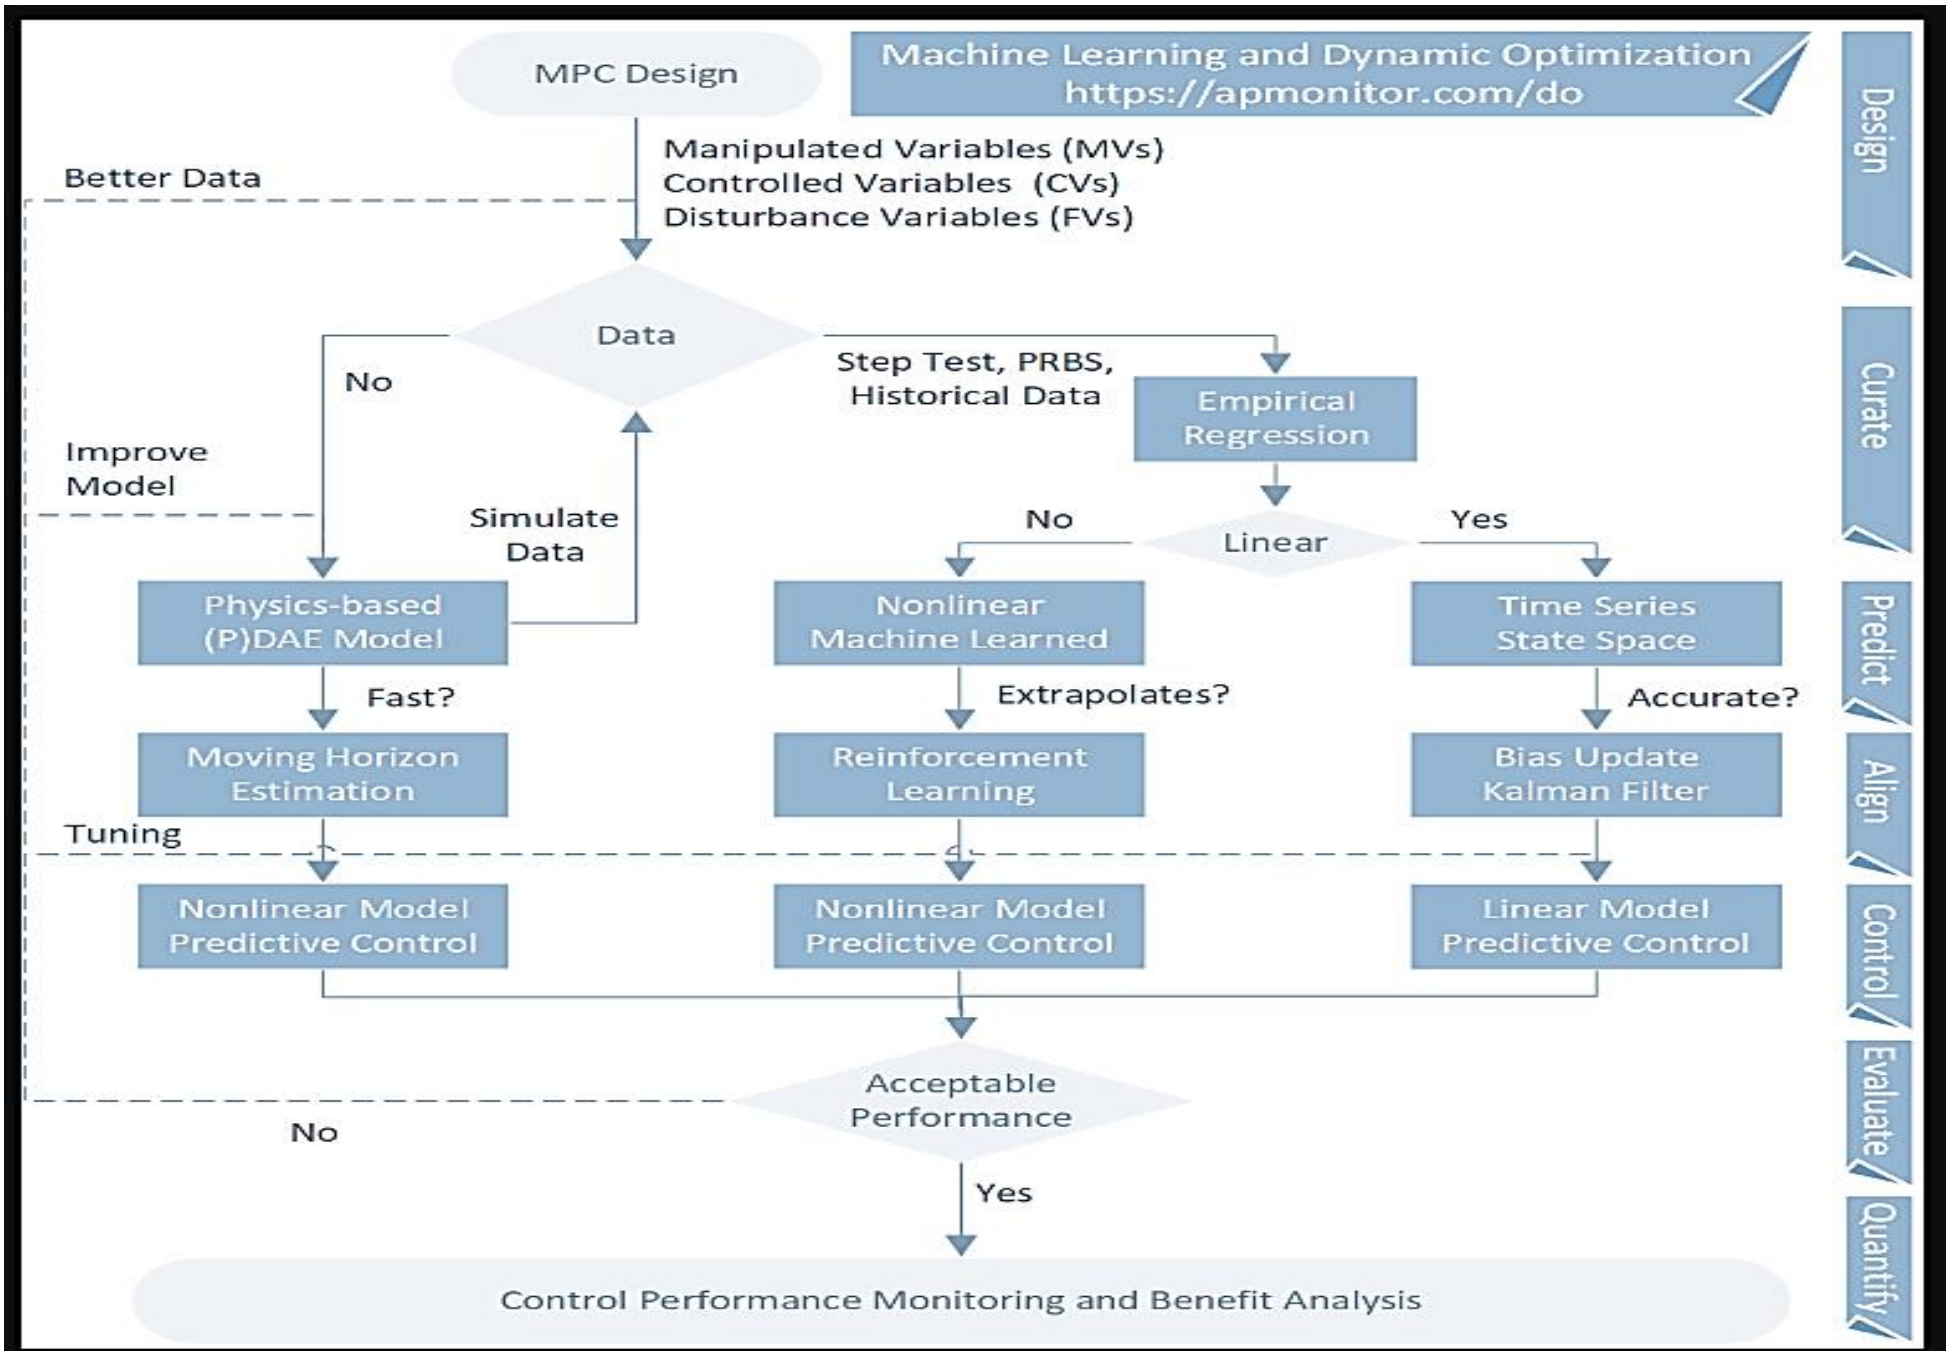 MPC Design
Machine Learning and Dynamic Optimization
https://apmonitor.com/do
Design
Manipulated Variables (MVs)
Controlled Variables (CVs)
Disturbance Variables (FVs)
Better Data
Data
No
Step Test, PRBS,
Historical Data
Empirical
Regression
Curate
Improve
Model
Simulate
Data
No
Linear
Yes
Physics-based
(P)DAE Model
Nonlinear
Machine Learned
Time Series
State Space
Predict
Fast?
Extrapolates?
Accurate?
Moving Horizon
Estimation
Reinforcement
Learning
Bias Update
Kalman Filter
Align
Tuning
Nonlinear Model
Predictive Control
Nonlinear Model
Predictive Control
Linear Model
Predictive Control
Control
Acceptable
Performance
Evaluate
No
Yes
Control Performance Monitoring and Benefit Analysis
Quantify